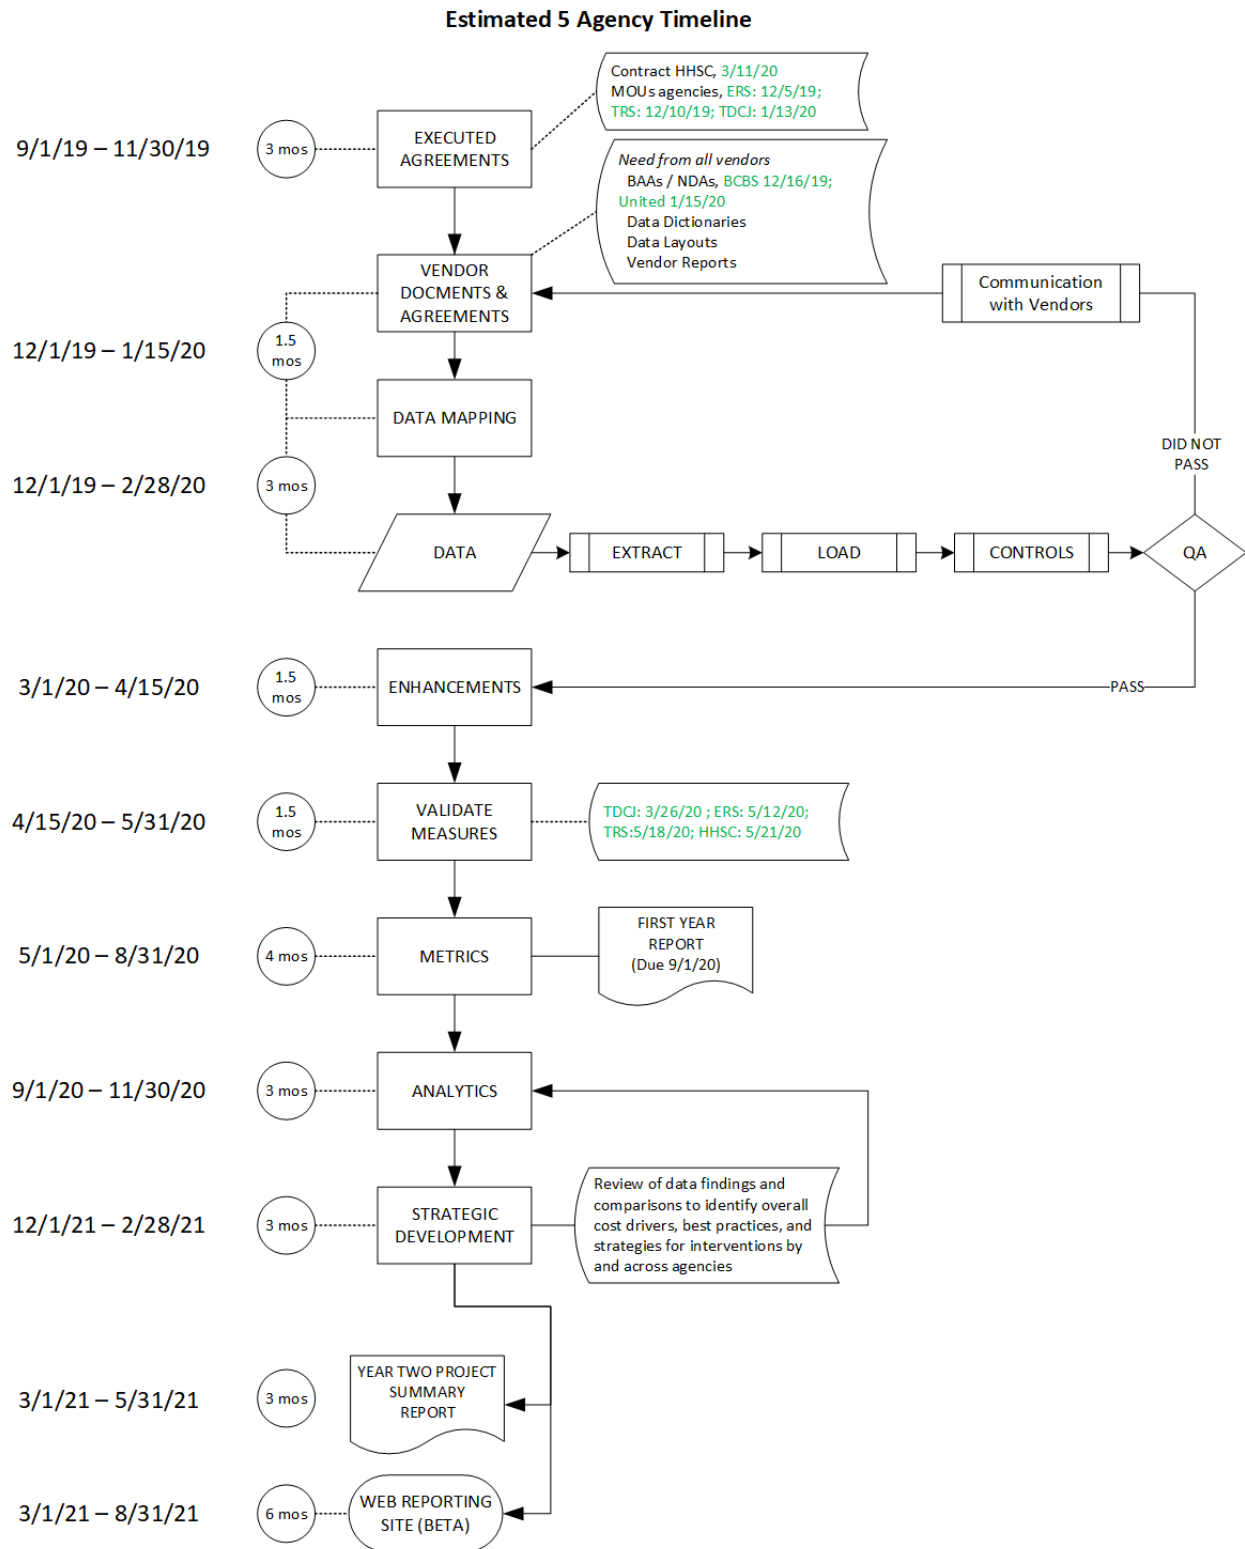 Estimated 5 Agency Timeline
Contract HHSC, 3/11/20
MOUs agencies, ERS: 12/5/19;
TRS: 12/10/19; TDCJ: 1/13/20
9/1/19 – 11/30/19
3 mos
EXECUTED
AGREEMENTS
Need from all vendors
BAAs / NDAs, BCBS 12/16/19;
United 1/15/20
Data Dictionaries
Data Layouts
Vendor Reports
VENDOR
DOCMENTS &
AGREEMENTS
Communication
with Vendors
12/1/19 – 1/15/20
1.5
mos
DATA MAPPING
DID NOT
PASS
12/1/19 – 2/28/20
3 mos
DATA
EXTRACT
LOAD
CONTROLS
QA
3/1/20 – 4/15/20
1.5
mos
ENHANCEMENTS
PASS
4/15/20 – 5/31/20
1.5
mos
VALIDATE
MEASURES
TDCJ: 3/26/20 ; ERS: 5/12/20;
TRS:5/18/20; HHSC: 5/21/20
5/1/20 – 8/31/20
4 mos
METRICS
FIRST YEAR
REPORT
(Due 9/1/20)
9/1/20 – 11/30/20
3 mos
ANALYTICS
12/1/21 – 2/28/21
3 mos
STRATEGIC
DEVELOPMENT
Review of data findings and
comparisons to identify overall
cost drivers, best practices, and
strategies for interventions by
and across agencies
3/1/21 – 5/31/21
3 mos
YEAR TWO PROJECT
SUMMARY
REPORT
3/1/21 – 8/31/21
6 mos
WEB REPORTING
SITE (BETA)